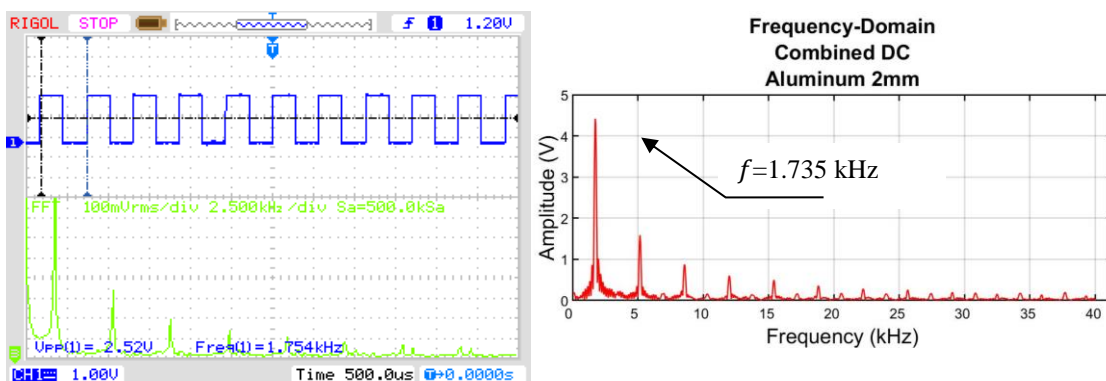 RIGOL STOP T f 1 1.20V
T
1
FFT 100mVrms/div 2.500kHz/div Sa=500.0kSa
Vpp(1)= 2.52V Freq(1)=1.754kHz
CH1 1.00V Time 500.0us T→0.0000s
Frequency-Domain
Combined DC
Aluminum 2mm
Amplitude (V)
5
4
3
2
1
0
f=1.735 kHz
0 5 10 15 20 25 30 35 40
Frequency (kHz)